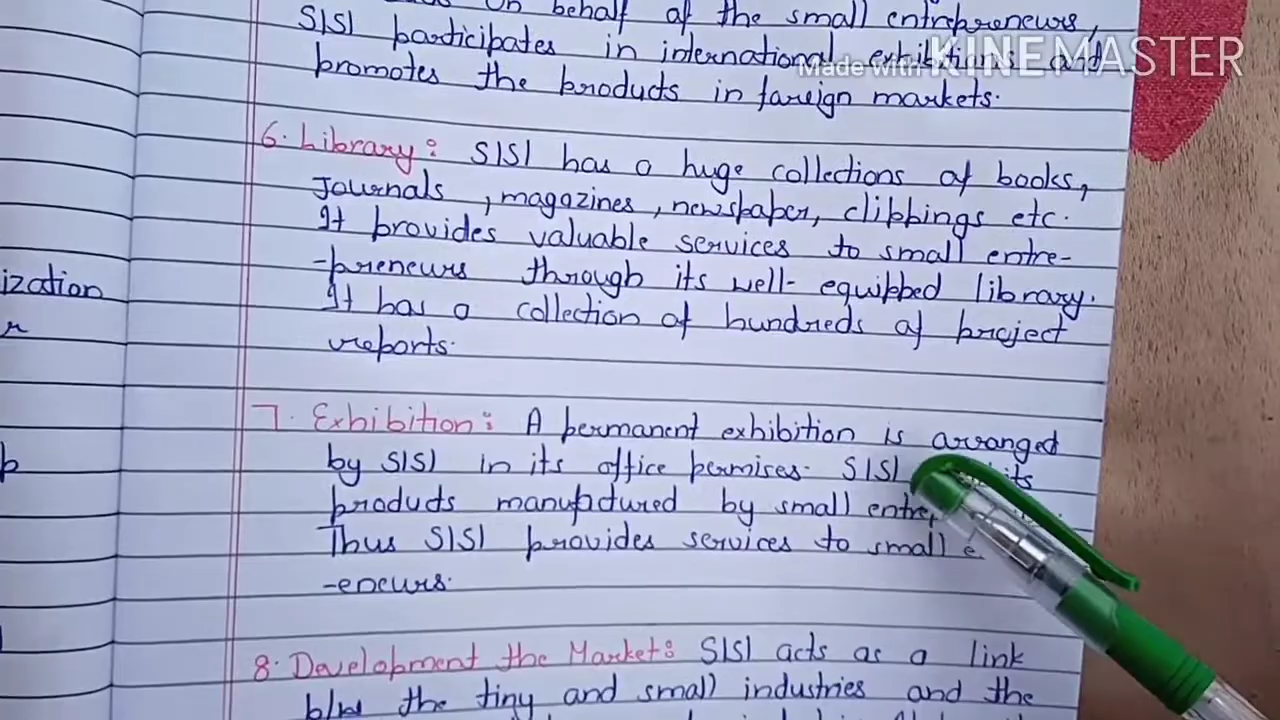 on behalf of the small entrepreneurs,
SISI participates in international exhibitions and
promotes the products in foreign markets.
Made with KINEMASTER
6. Library: SISI has a huge collections of books,
Journals, magazines, newspaper, clippings etc.
It provides valuable services to small entre-
-preneurs through its well-equipped library.
It has a collection of hundreds of project
reports.
7. Exhibition: A permanent exhibition is arranged
by SISI in its office permises. SISI
products manufctured by small
Thus SISI provides services to small
-eneurs.
8. Development the Market: SISI acts as a link
b/w the tiny and small industries and the
ization
r
p